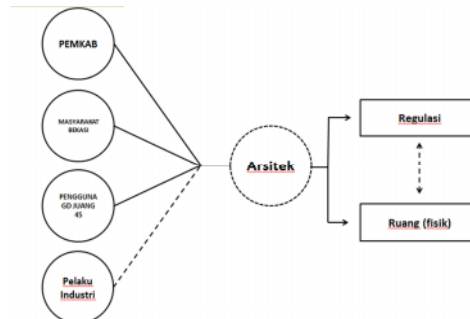 PEMKAB
MASYARAKAT
BEKASI
PENGGUNA
GD JUANG
45
Pelaku
Industri
Arsitek
Regulasi
Ruang (fisik)